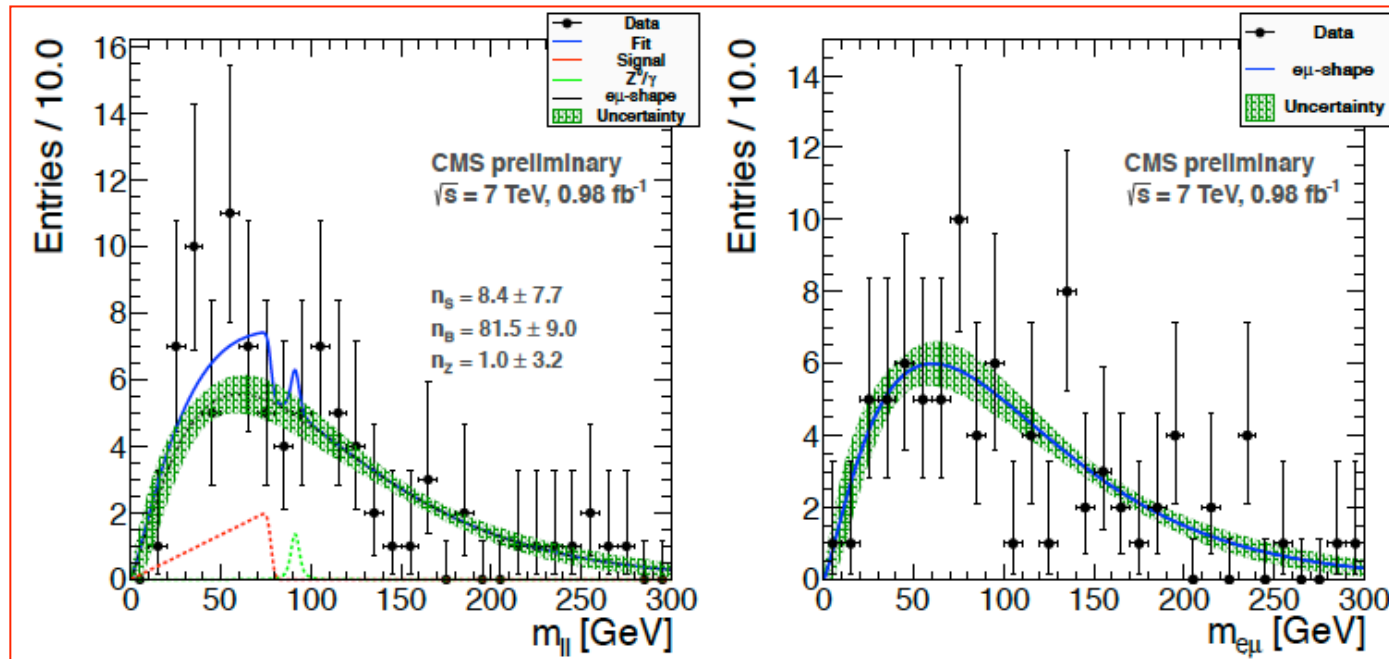 Entries / 10.0
16
14
12
10
8
6
4
2
0
Data
Fit
Signal
Z⁰/γ
eμ-shape
Uncertainty
CMS preliminary
√s = 7 TeV, 0.98 fb⁻¹
nS = 8.4 ± 7.7
nB = 81.5 ± 9.0
nZ = 1.0 ± 3.2
0 50 100 150 200 250 300
mll [GeV]
Entries / 10.0
14
12
10
8
6
4
2
0
Data
eμ-shape
Uncertainty
CMS preliminary
√s = 7 TeV, 0.98 fb⁻¹
0 50 100 150 200 250 300
meμ [GeV]